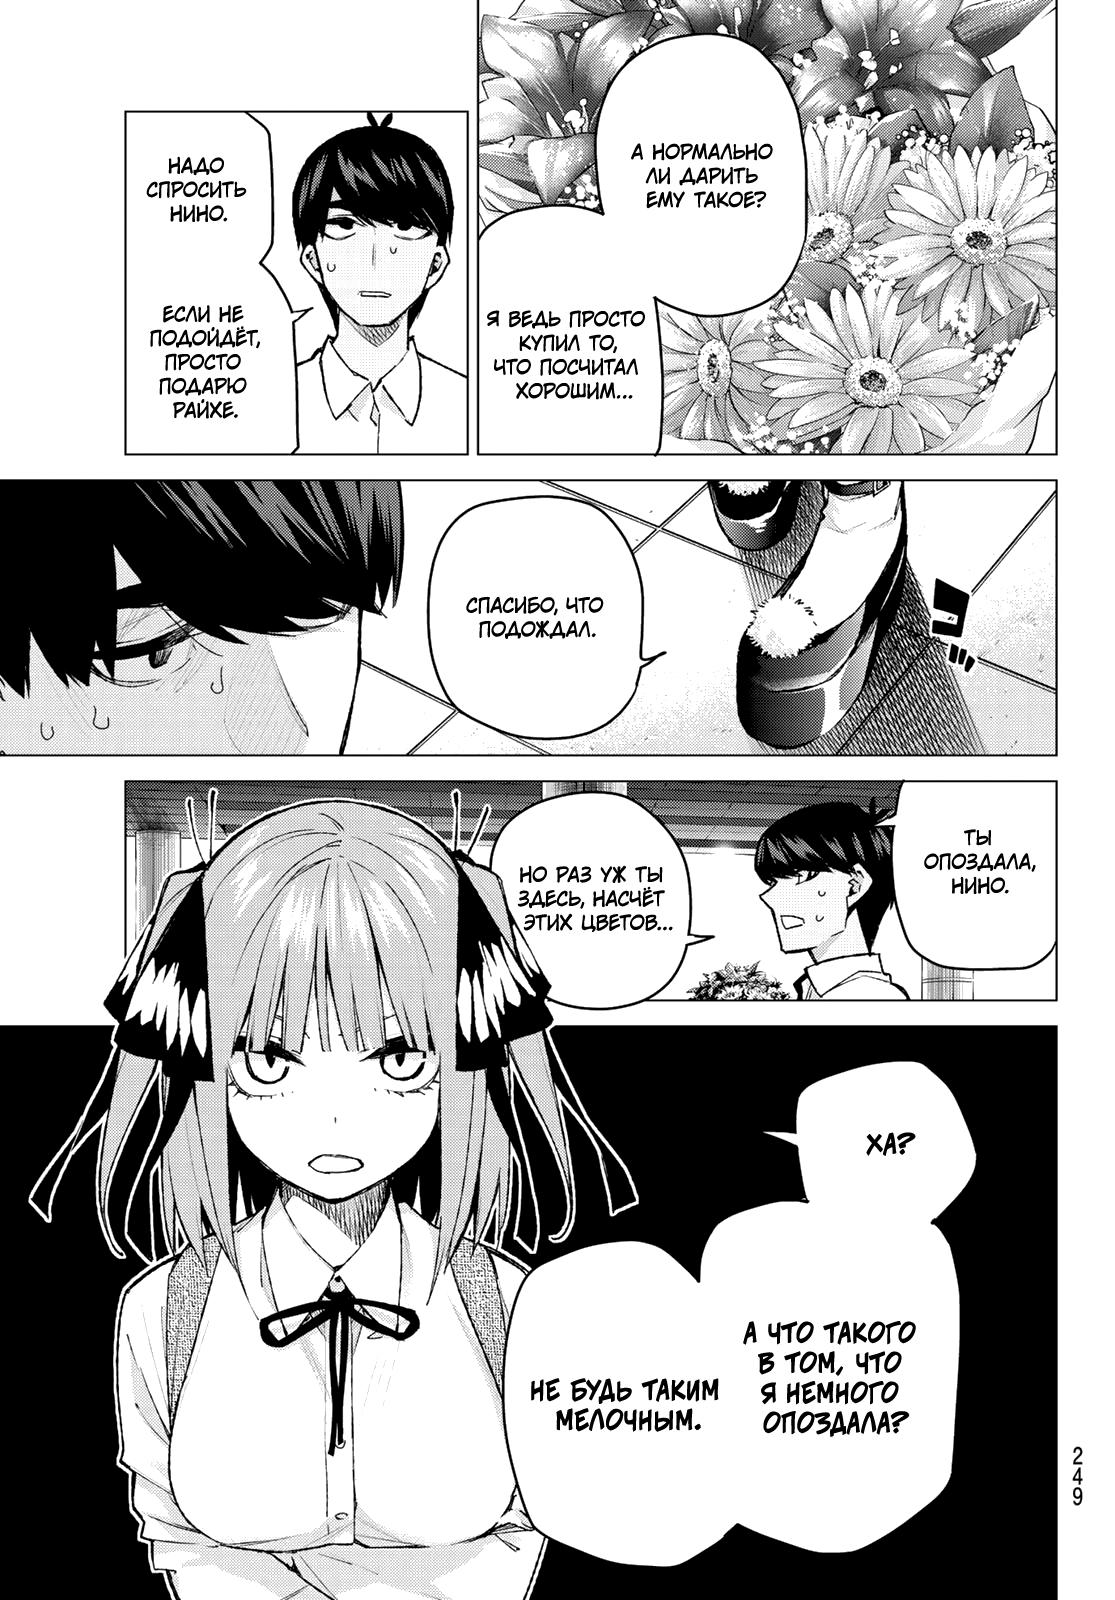 А НОРМАЛЬНО
ЛИ ДАРИТЬ
ЕМУ ТАКОЕ?
Я ВЕДЬ ПРОСТО
КУПИЛ ТО,
ЧТО ПОСЧИТАЛ
ХОРОШИМ...
НАДО
СПРОСИТЬ
НИНО.
ЕСЛИ НЕ
ПОДОЙДЁТ,
ПРОСТО
ПОДАРЮ
РАЙХЕ.
СПАСИБО, ЧТО
ПОДОЖДАЛ.
ТЫ
ОПОЗДАЛА,
НИНО.
НО РАЗ УЖ ТЫ
ЗДЕСЬ, НАСЧЁТ
ЭТИХ ЦВЕТОВ...
ХА?
А ЧТО ТАКОГО
В ТОМ, ЧТО
Я НЕМНОГО
ОПОЗДАЛА?
НЕ БУДЬ ТАКИМ
МЕЛОЧНЫМ.
249